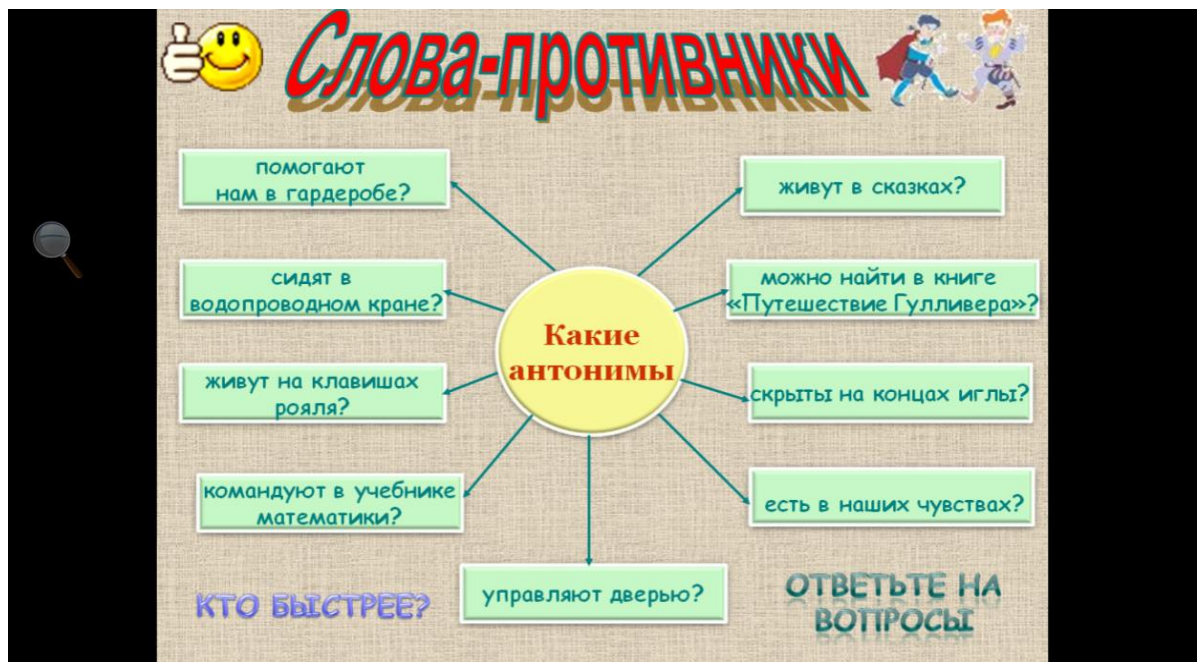 Слова-противники
помогают
нам в гардеробе?
живут в сказках?
сидят в
водопроводном кране?
можно найти в книге
«Путешествие Гулливера»?
Какие
антонимы
живут на клавишах
рояля?
скрыты на концах иглы?
командуют в учебнике
математики?
есть в наших чувствах?
управляют дверью?
КТО БЫСТРЕЕ?
ОТВЕТЬТЕ НА
ВОПРОСЫ